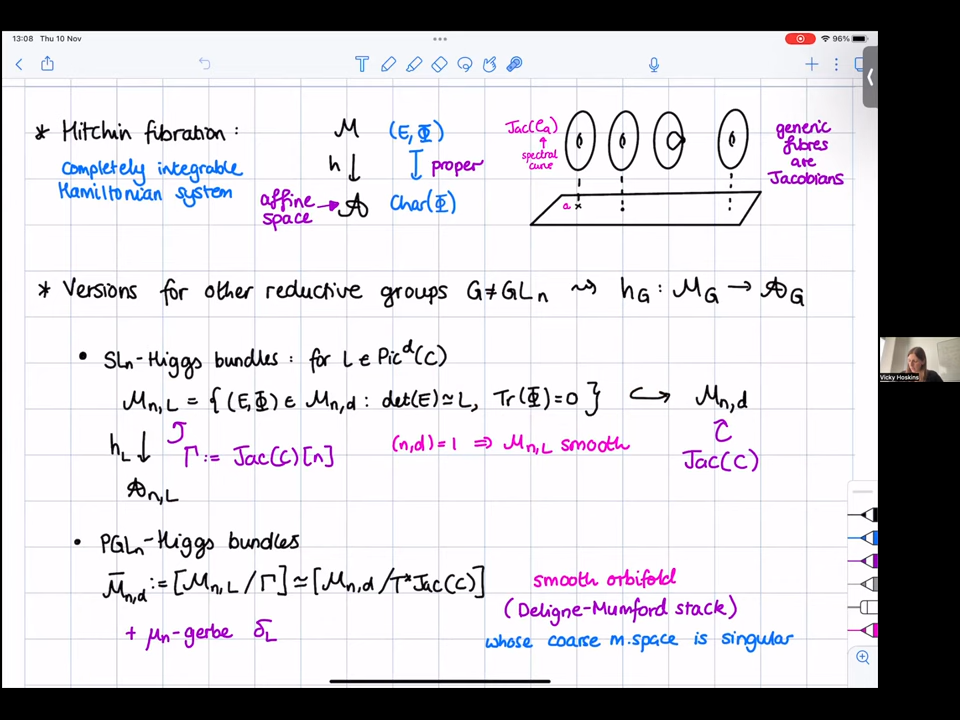 13:08 Thu 10 Nov
96%
* Hitchin fibration :
completely integrable
Hamiltonian system
M (E, Φ)
h ↓ proper
affine
space → A Char(Φ)
Jac(C_a)
↑
spectral
curve
a
generic
fibres
are
Jacobians
* Versions for other reductive groups G ≠ GL_n ⇝ h_G : M_G → A_G
• SL_n-Higgs bundles : for L ∈ Pic^d(C)
M_{n,L} = { (E, Φ) ∈ M_{n,d} : det(E) ≃ L, Tr(Φ) = 0 } ↪ M_{n,d}
h_L ↓ Γ := Jac(C)[n] (n,d) = 1 ⇒ M_{n,L} smooth Jac(C)
A_{n,L}
• PGL_n-Higgs bundles
M̄_{n,d} := [M_{n,L} / Γ] ≃ [M_{n,d} / T*Jac(C)]
+ μ_n-gerbe δ_L
smooth orbifold
(Deligne-Mumford stack)
whose coarse m.space is singular
Vicky Hoskins